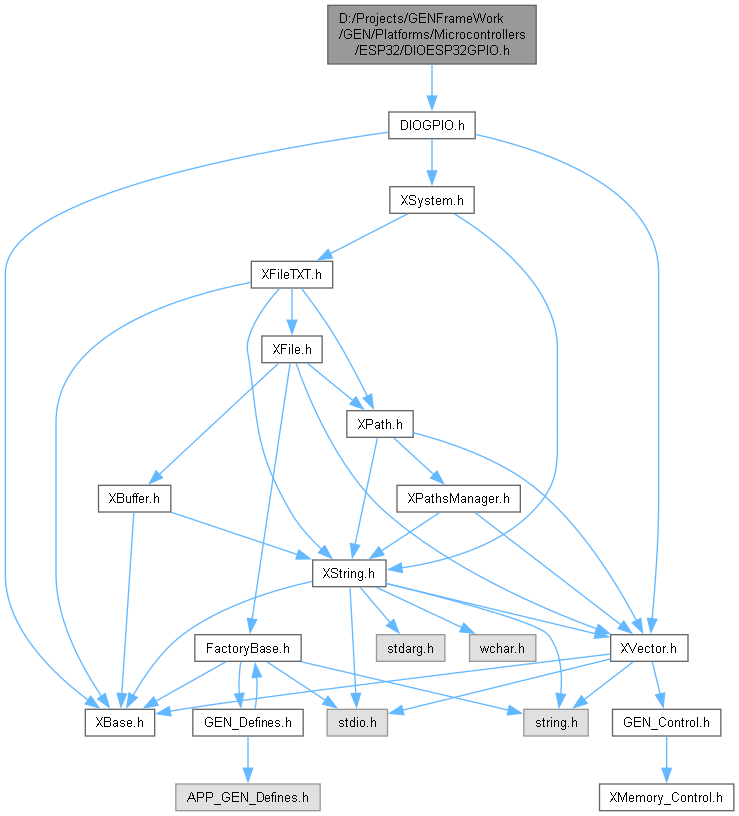 D:/Projects/GENFrameWork
/GEN/Platforms/Microcontrollers
/ESP32/DIOESP32GPIO.h
DIOGPIO.h
XSystem.h
XFileTXT.h
XFile.h
XPath.h
XBuffer.h
XPathsManager.h
XString.h
FactoryBase.h
stdarg.h
wchar.h
XVector.h
XBase.h
GEN_Defines.h
stdio.h
string.h
GEN_Control.h
APP_GEN_Defines.h
XMemory_Control.h